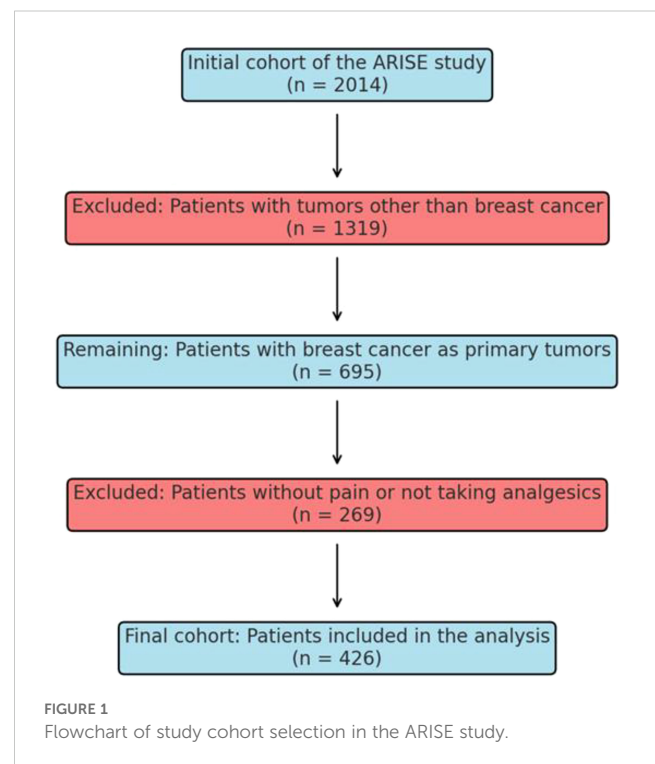 Initial cohort of the ARISE study
(n = 2014)
Excluded: Patients with tumors other than breast cancer
(n = 1319)
Remaining: Patients with breast cancer as primary tumors
(n = 695)
Excluded: Patients without pain or not taking analgesics
(n = 269)
Final cohort: Patients included in the analysis
(n = 426)
FIGURE 1
Flowchart of study cohort selection in the ARISE study.